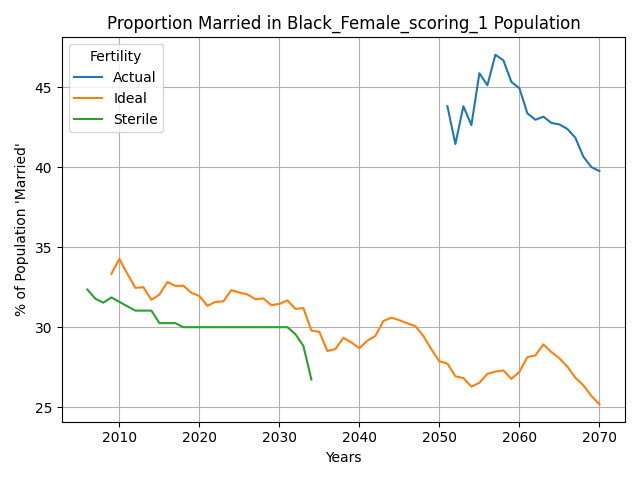 Proportion Married in Black_Female_scoring_1 Population
Fertility
Actual
Ideal
Sterile
% of Population 'Married'
45
40
35
30
25
2010 2020 2030 2040 2050 2060 2070
Years